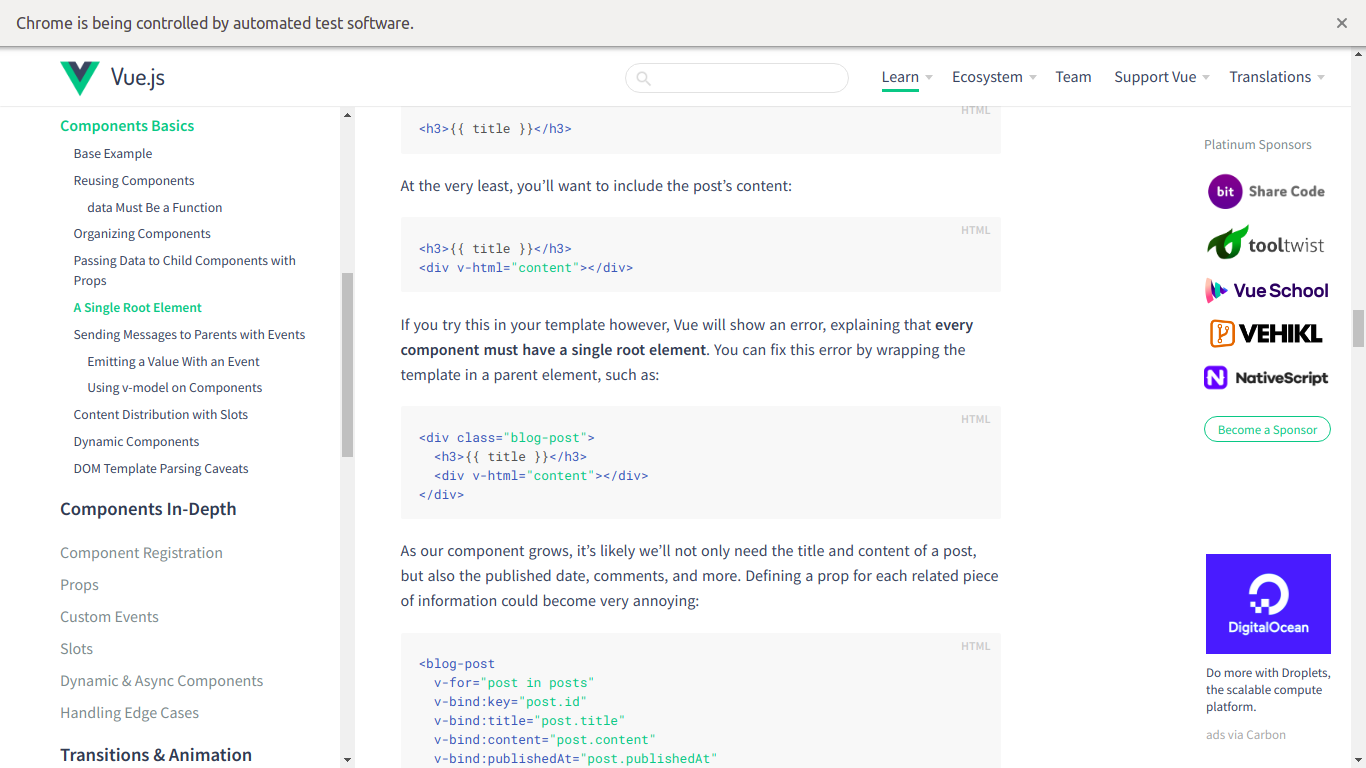 Chrome is being controlled by automated test software.
Vue.js
Learn
Ecosystem
Team
Support Vue
Translations
Components Basics
Base Example
Reusing Components
data Must Be a Function
Organizing Components
Passing Data to Child Components with
Props
A Single Root Element
Sending Messages to Parents with Events
Emitting a Value With an Event
Using v-model on Components
Content Distribution with Slots
Dynamic Components
DOM Template Parsing Caveats
Components In-Depth
Component Registration
Props
Custom Events
Slots
Dynamic & Async Components
Handling Edge Cases
Transitions & Animation
HTML
<h3>{{ title }}</h3>
At the very least, you’ll want to include the post’s content:
HTML
<h3>{{ title }}</h3>
<div v-html="content"></div>
If you try this in your template however, Vue will show an error, explaining that every
component must have a single root element. You can fix this error by wrapping the
template in a parent element, such as:
HTML
<div class="blog-post">
  <h3>{{ title }}</h3>
  <div v-html="content"></div>
</div>
As our component grows, it’s likely we’ll not only need the title and content of a post,
but also the published date, comments, and more. Defining a prop for each related piece
of information could become very annoying:
HTML
<blog-post
  v-for="post in posts"
  v-bind:key="post.id"
  v-bind:title="post.title"
  v-bind:content="post.content"
  v-bind:publishedAt="post.publishedAt"
Platinum Sponsors
bit Share Code
tooltwist
Vue School
VEHIKL
NativeScript
Become a Sponsor
DigitalOcean
Do more with Droplets,
the scalable compute
platform.
ads via Carbon